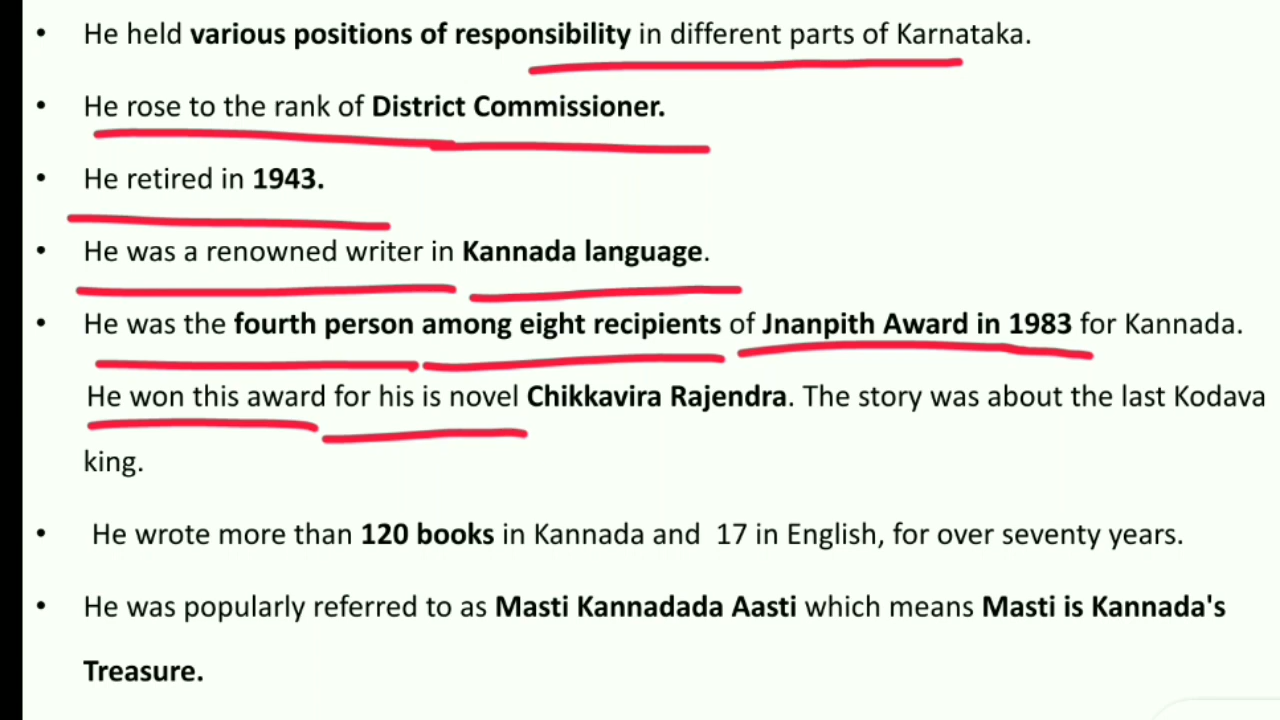 • He held various positions of responsibility in different parts of Karnataka.
• He rose to the rank of District Commissioner.
• He retired in 1943.
• He was a renowned writer in Kannada language.
• He was the fourth person among eight recipients of Jnanpith Award in 1983 for Kannada.
He won this award for his is novel Chikkavira Rajendra. The story was about the last Kodava
king.
• He wrote more than 120 books in Kannada and 17 in English, for over seventy years.
• He was popularly referred to as Masti Kannadada Aasti which means Masti is Kannada's
Treasure.